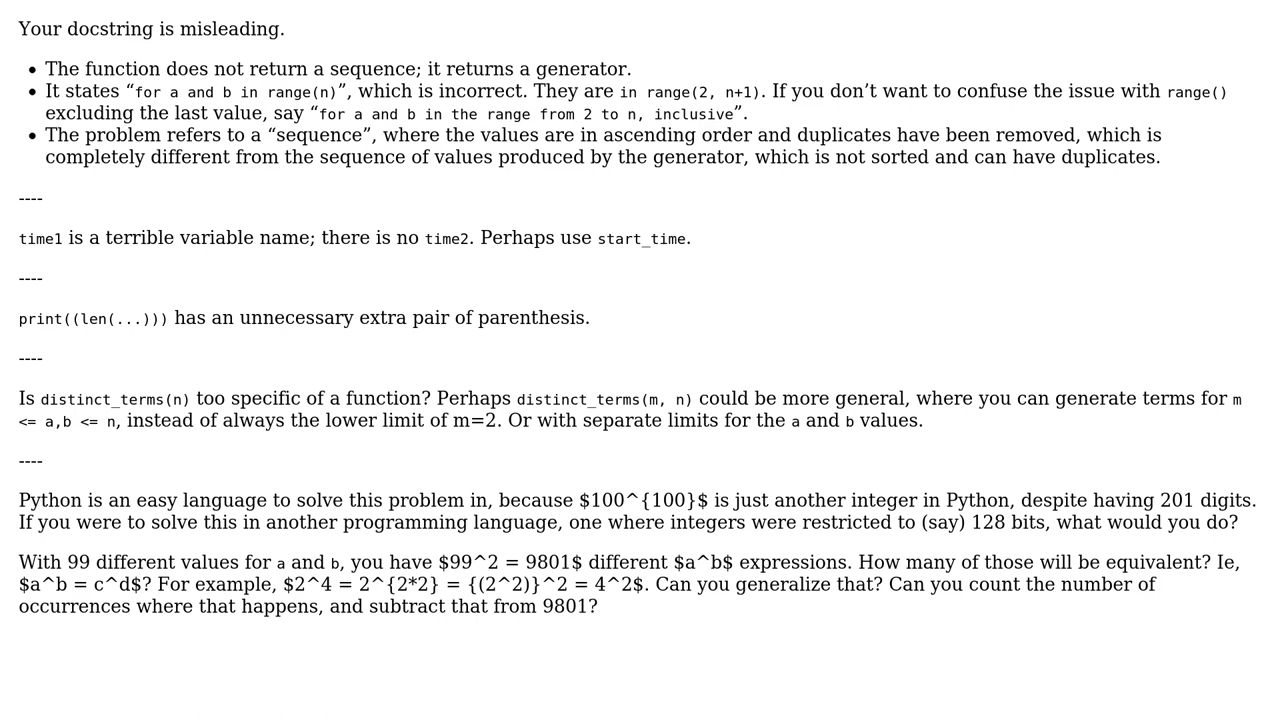 Your docstring is misleading.
• The function does not return a sequence; it returns a generator.
• It states “for a and b in range(n)”, which is incorrect. They are in range(2, n+1). If you don’t want to confuse the issue with range()
excluding the last value, say “for a and b in the range from 2 to n, inclusive”.
• The problem refers to a “sequence”, where the values are in ascending order and duplicates have been removed, which is
completely different from the sequence of values produced by the generator, which is not sorted and can have duplicates.
----
time1 is a terrible variable name; there is no time2. Perhaps use start_time.
----
print((len(...))) has an unnecessary extra pair of parenthesis.
----
Is distinct_terms(n) too specific of a function? Perhaps distinct_terms(m, n) could be more general, where you can generate terms for m
<= a,b <= n, instead of always the lower limit of m=2. Or with separate limits for the a and b values.
----
Python is an easy language to solve this problem in, because $100^{100}$ is just another integer in Python, despite having 201 digits.
If you were to solve this in another programming language, one where integers were restricted to (say) 128 bits, what would you do?
With 99 different values for a and b, you have $99^2 = 9801$ different $a^b$ expressions. How many of those will be equivalent? Ie,
$a^b = c^d$? For example, $2^4 = 2^{2*2} = {(2^2)}^2 = 4^2$. Can you generalize that? Can you count the number of
occurrences where that happens, and subtract that from 9801?